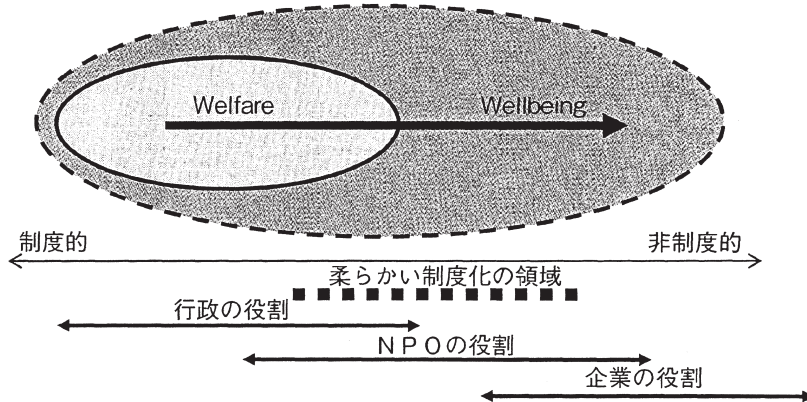 Welfare
Wellbeing
制度的
非制度的
柔らかい制度化の領域
行政の役割
ＮＰＯの役割
企業の役割